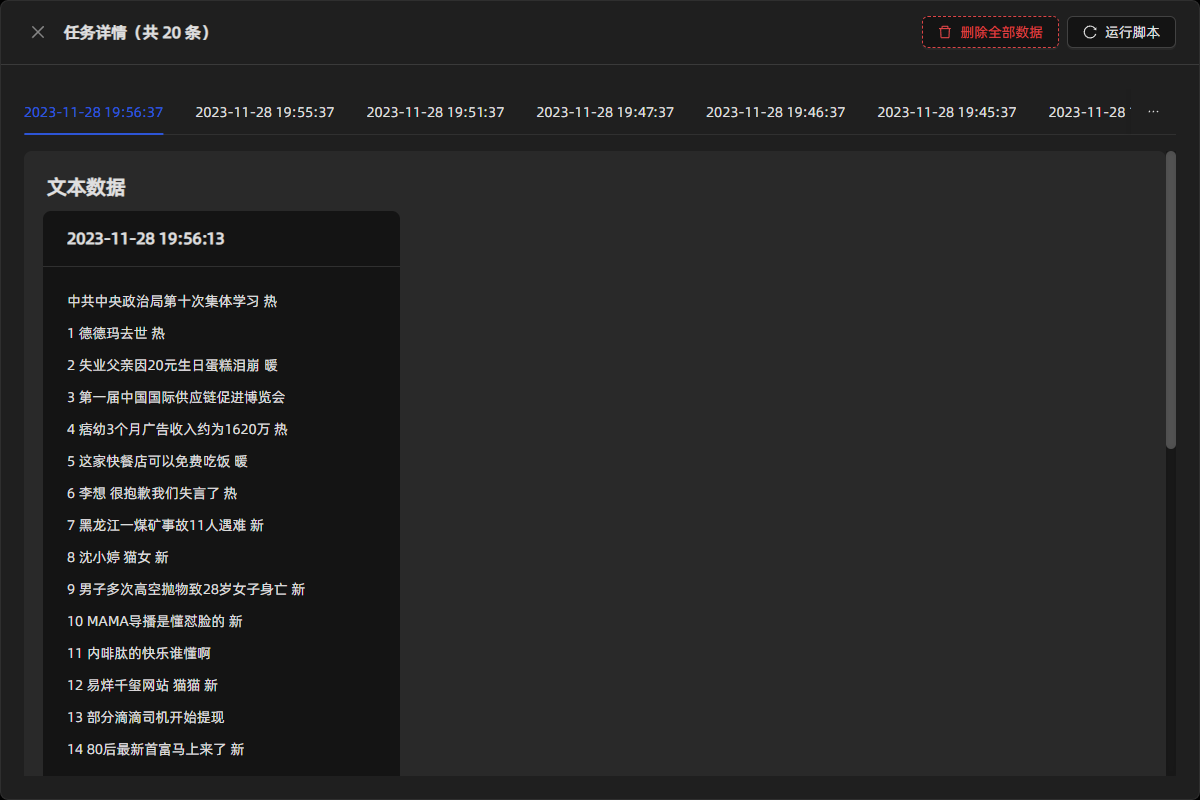 任务详情（共 20 条）
删除全部数据
运行脚本
2023-11-28 19:56:37
2023-11-28 19:55:37
2023-11-28 19:51:37
2023-11-28 19:47:37
2023-11-28 19:46:37
2023-11-28 19:45:37
2023-11-28
···
文本数据
2023-11-28 19:56:13
中共中央政治局第十次集体学习 热
1 德德玛去世 热
2 失业父亲因20元生日蛋糕泪崩 暖
3 第一届中国国际供应链促进博览会
4 痞幼3个月广告收入约为1620万 热
5 这家快餐店可以免费吃饭 暖
6 李想 很抱歉我们失言了 热
7 黑龙江一煤矿事故11人遇难 新
8 沈小婷 猫女 新
9 男子多次高空抛物致28岁女子身亡 新
10 MAMA导播是懂怼脸的 新
11 内啡肽的快乐谁懂啊
12 易烊千玺网站 猫猫 新
13 部分滴滴司机开始提现
14 80后最新首富马上来了 新